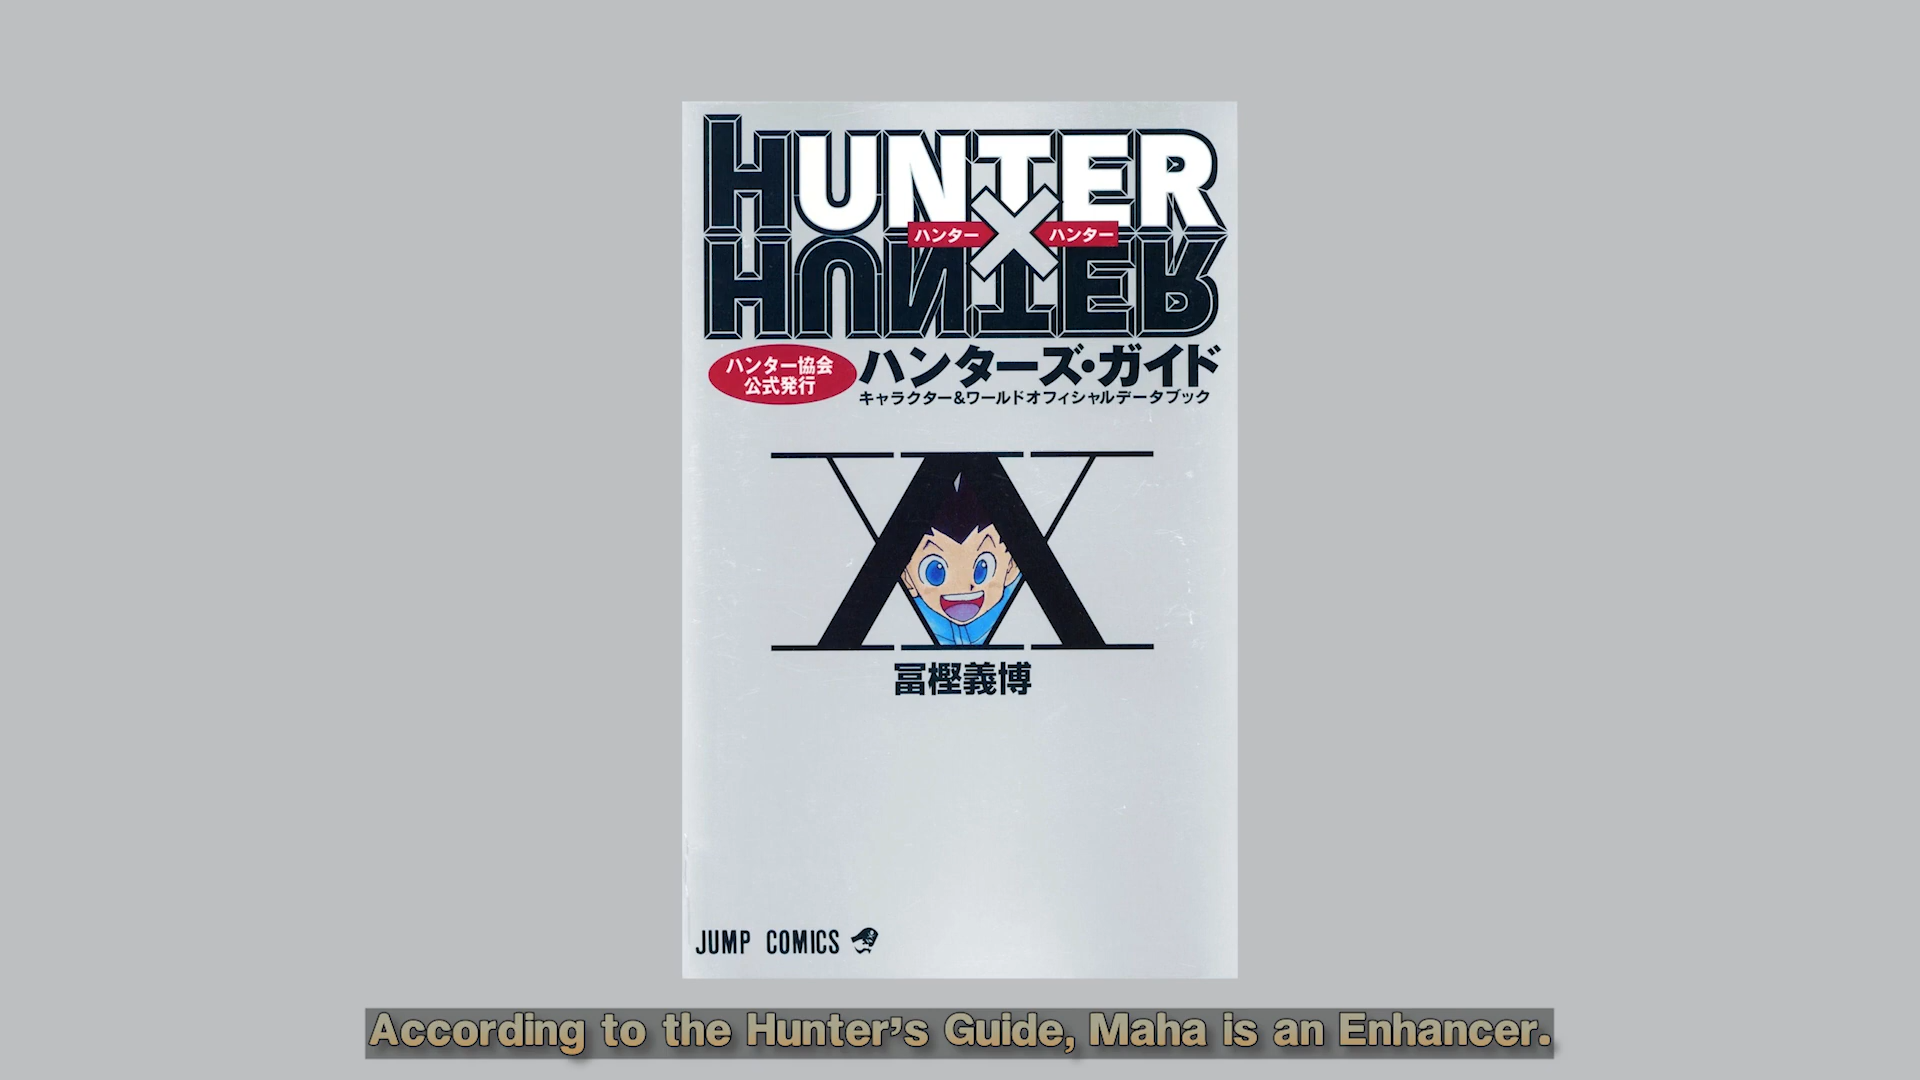 HUNTER
ハンター × ハンター
HUNTER
ハンター協会
公式発行
ハンターズ・ガイド
キャラクター&ワールドオフィシャルデータブック
冨樫義博
JUMP COMICS
According to the Hunter's Guide, Maha is an Enhancer.